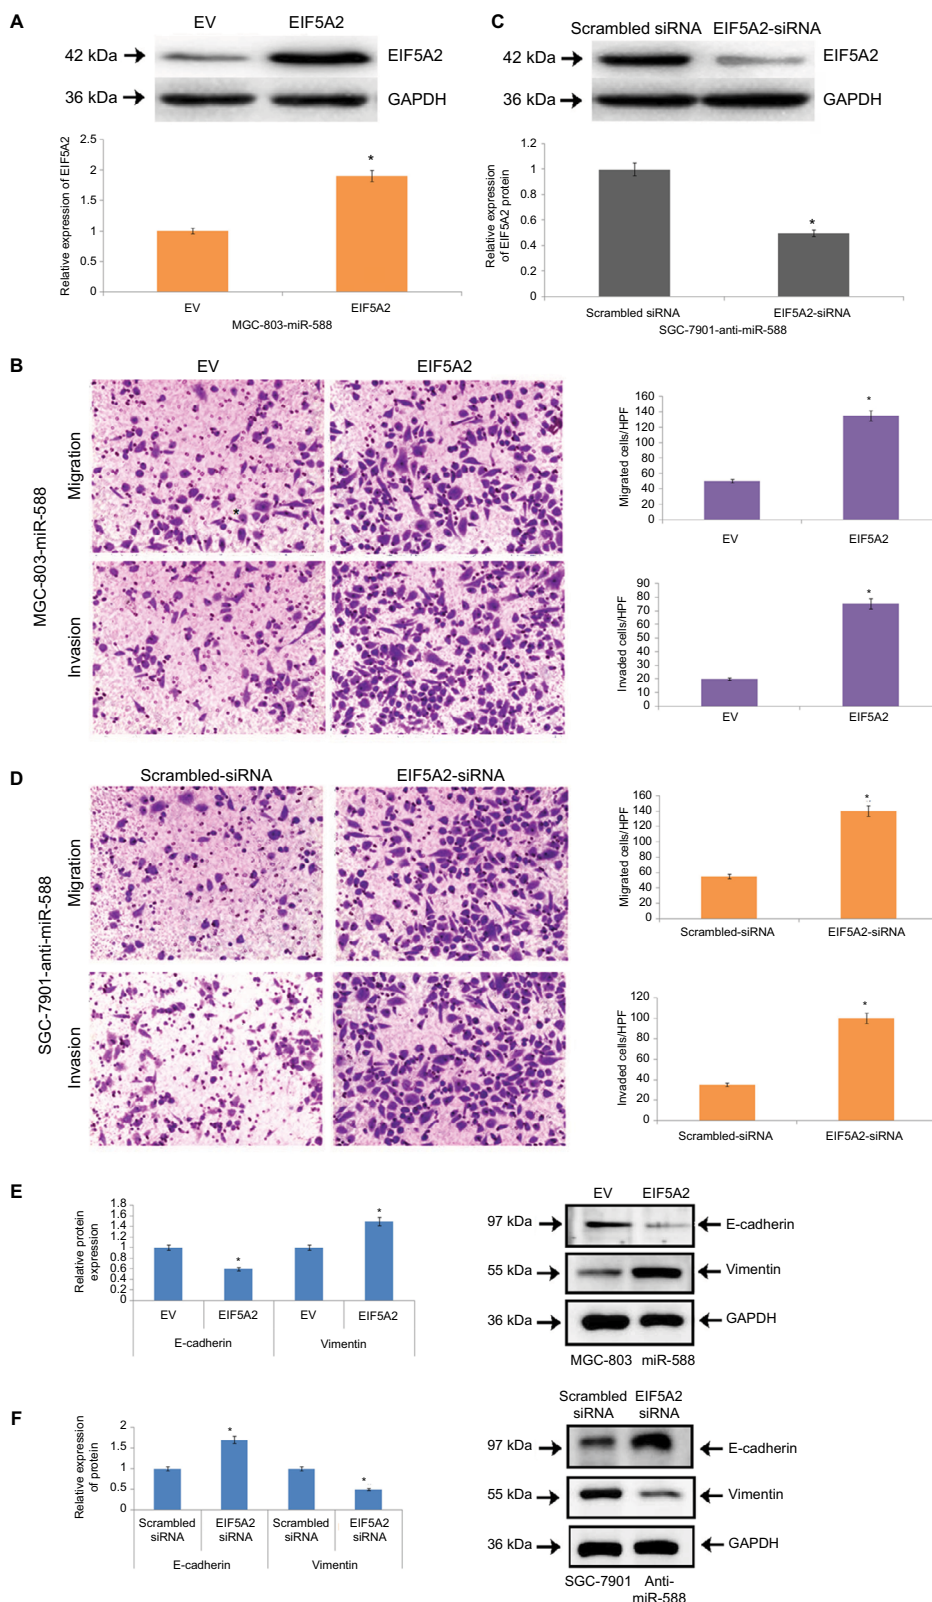 A
EV EIF5A2
42 kDa EIF5A2
36 kDa GAPDH
Relative expression of EIF5A2
2.5
2
1.5
1
0.5
0
*
EV EIF5A2
MGC-803-miR-588
C
Scrambled siRNA EIF5A2-siRNA
42 kDa EIF5A2
36 kDa GAPDH
Relative expression
of EIF5A2 protein
1.2
1
0.8
0.6
0.4
0.2
0
*
Scrambled siRNA EIF5A2-siRNA
SGC-7901-anti-miR-588
B
EV EIF5A2
MGC-803-miR-588
Migration
*
Invasion
Migrated cells/HPF
160
140
120
100
80
60
40
20
0
*
EV EIF5A2
Invaded cells/HPF
90
80
70
60
50
40
30
20
10
0
*
EV EIF5A2
D
Scrambled-siRNA EIF5A2-siRNA
SGC-7901-anti-miR-588
Migration
Invasion
Migrated cells/HPF
160
140
120
100
80
60
40
20
0
*
Scrambled-siRNA EIF5A2-siRNA
Invaded cells/HPF
120
100
80
60
40
20
0
*
Scrambled-siRNA EIF5A2-siRNA
E
Relative protein
expression
1.8
1.6
1.4
1.2
1
0.8
0.6
0.4
0.2
0
*
*
EV EIF5A2 EV EIF5A2
E-cadherin Vimentin
EV EIF5A2
97 kDa E-cadherin
55 kDa Vimentin
36 kDa GAPDH
MGC-803 miR-588
F
Relative expression
of protein
2
1.5
1
0.5
0
*
*
Scrambled EIF5A2 Scrambled EIF5A2
siRNA siRNA siRNA siRNA
E-cadherin Vimentin
Scrambled EIF5A2
siRNA siRNA
97 kDa E-cadherin
55 kDa Vimentin
36 kDa GAPDH
SGC-7901 Anti-
miR-588